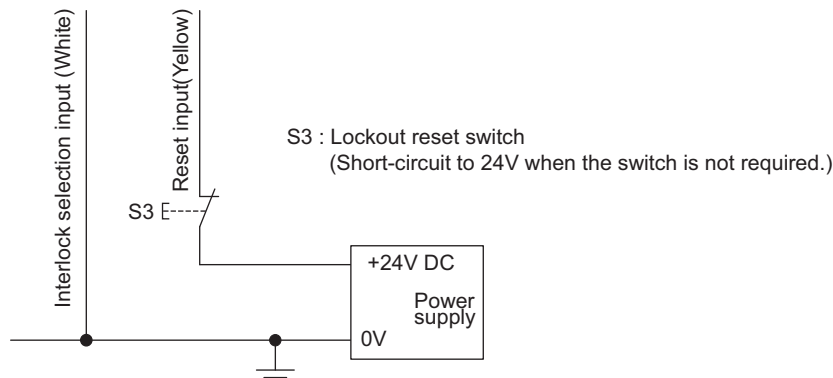 Interlock selection input (White)
Reset input(Yellow)
S3 : Lockout reset switch
(Short-circuit to 24V when the switch is not required.)
S3
+24V DC
Power
supply
0V